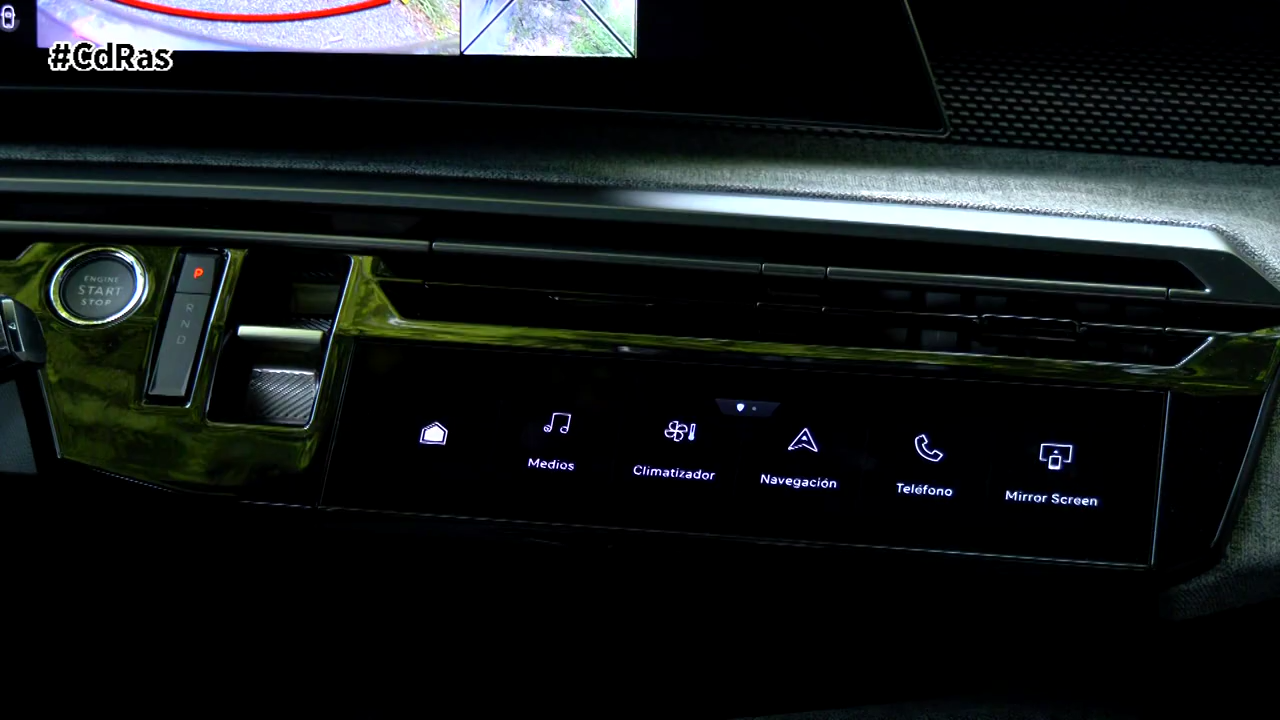 #CdRas
ENGINE
START
STOP
P
R
N
D
Medios
Climatizador
Navegación
Teléfono
Mirror Screen